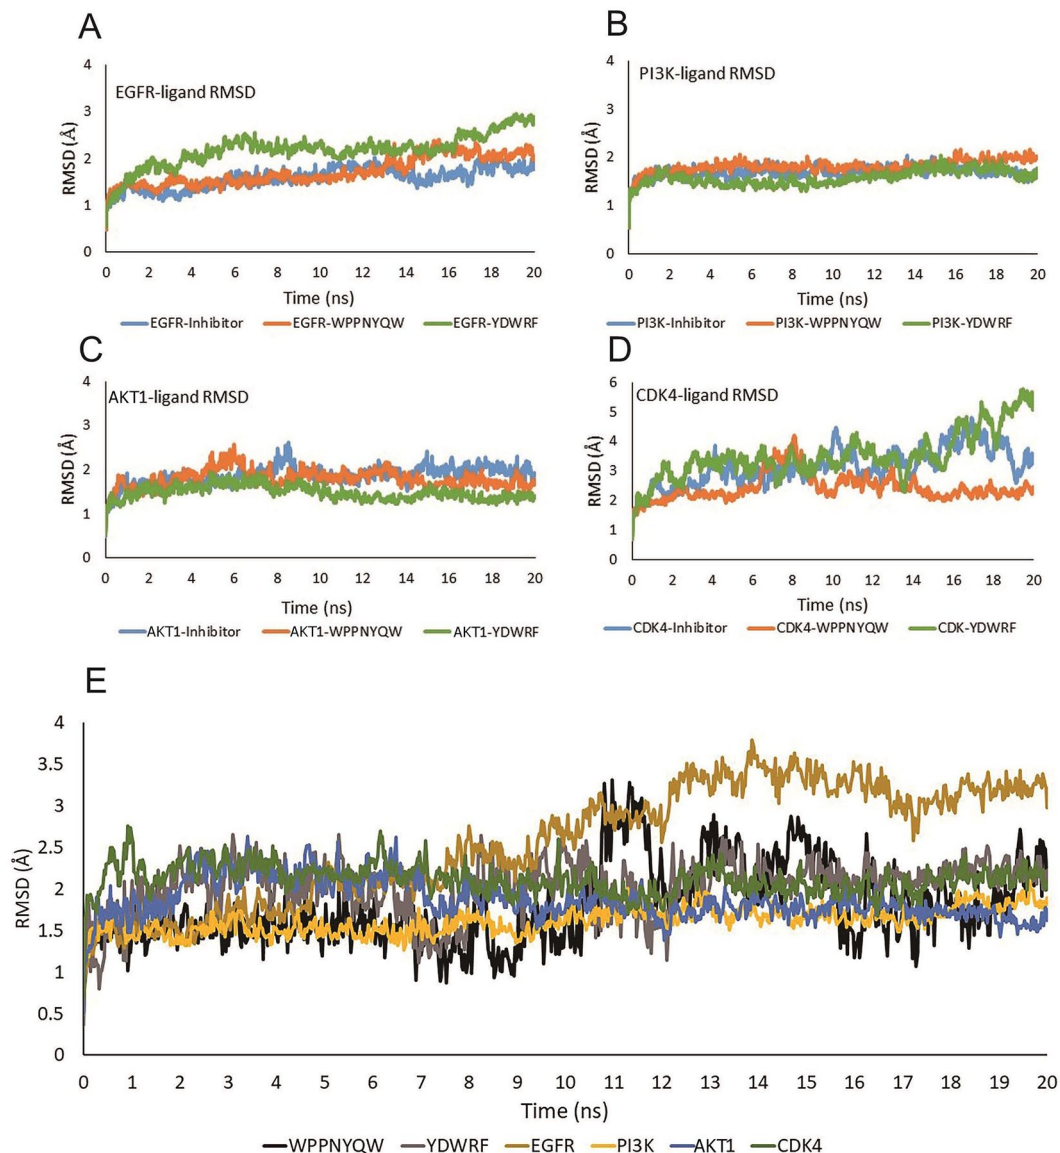 A
4
EGFR-ligand RMSD
3
2
1
0
RMSD (Å)
0 2 4 6 8 10 12 14 16 18 20
Time (ns)
EGFR-Inhibitor EGFR-WPPNYQW EGFR-YDWRF
B
4
PI3K-ligand RMSD
3
2
1
0
RMSD (Å)
0 2 4 6 8 10 12 14 16 18 20
Time (ns)
PI3K-Inhibitor PI3K-WPPNYQW PI3K-YDWRF
C
4
AKT1-ligand RMSD
3
2
1
0
RMSD (Å)
0 2 4 6 8 10 12 14 16 18 20
Time (ns)
AKT1-Inhibitor AKT1-WPPNYQW AKT1-YDWRF
D
6
CDK4-ligand RMSD
5
4
3
2
1
0
RMSD (Å)
0 2 4 6 8 10 12 14 16 18 20
Time (ns)
CDK4-Inhibitor CDK4-WPPNYQW CDK-YDWRF
E
4
3.5
3
2.5
2
1.5
1
0.5
0
RMSD (Å)
0 1 2 3 4 5 6 7 8 9 10 11 12 13 14 15 16 17 18 19 20
Time (ns)
WPPNYQW YDWRF EGFR PI3K AKT1 CDK4